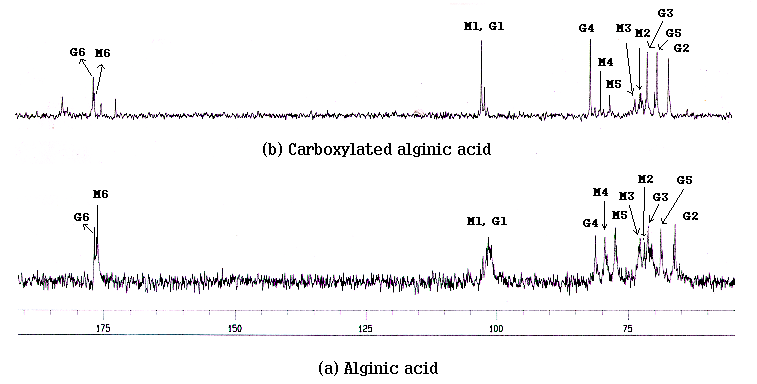 G6 M6
M1, G1
G4
M4
M5
M3
M2
G3
G5
G2
(b) Carboxylated alginic acid
G6
M6
M1, G1
G4
M4
M5
M3
M2
G3
G5
G2
175 150 125 100 75
(a) Alginic acid